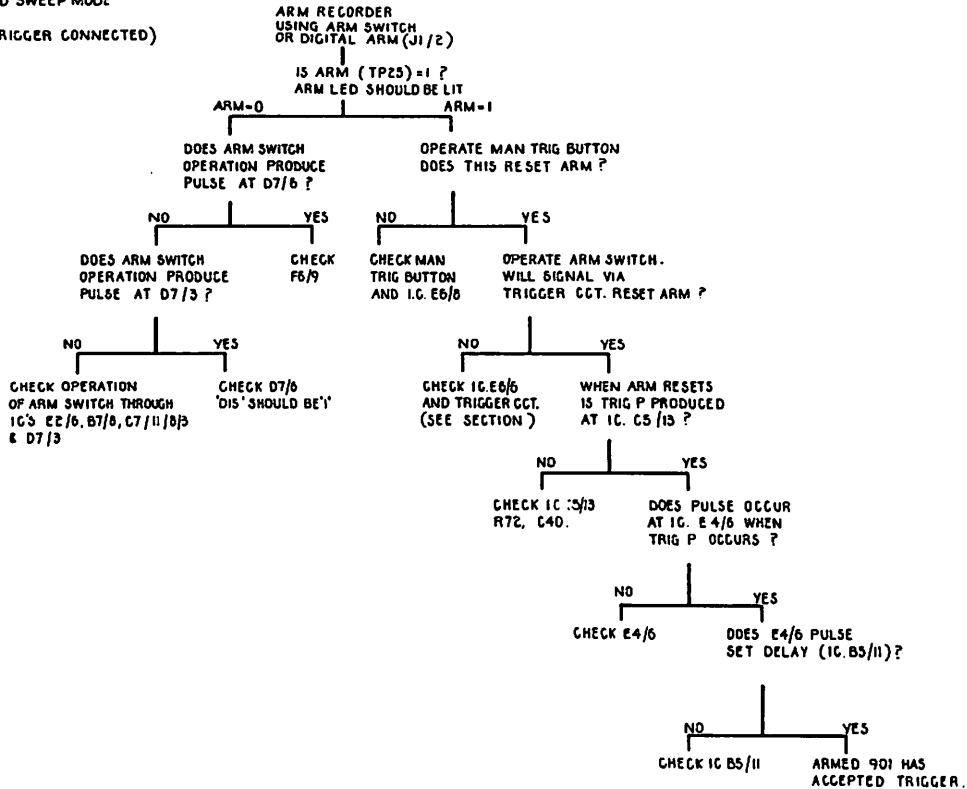 D SWEEP MODE
RIGGER CONNECTED)
ARM RECORDER
USING ARM SWITCH
OR DIGITAL ARM (J1/2)
IS ARM (TP25)=1 ?
ARM LED SHOULD BE LIT
ARM=0
ARM=1
DOES ARM SWITCH
OPERATION PRODUCE
PULSE AT D7/6 ?
OPERATE MAN TRIG BUTTON
DOES THIS RESET ARM ?
NO
YES
NO
YES
DOES ARM SWITCH
OPERATION PRODUCE
PULSE AT D7/3 ?
CHECK
F6/9
CHECK MAN
TRIG BUTTON
AND I.C. E6/8
OPERATE ARM SWITCH.
WILL SIGNAL VIA
TRIGGER CCT. RESET ARM ?
NO
YES
NO
YES
CHECK OPERATION
OF ARM SWITCH THROUGH
IC'S E2/6, B7/8, C7/11/8/3
& D7/3
CHECK D7/6
'DIS' SHOULD BE '1'
CHECK IC. E6/6
AND TRIGGER CCT.
(SEE SECTION )
WHEN ARM RESETS
IS TRIG P PRODUCED
AT IC. C5/13 ?
NO
YES
CHECK IC :5/13
R72, C40.
DOES PULSE OCCUR
AT IC. E4/6 WHEN
TRIG P OCCURS ?
NO
YES
CHECK E4/6
DOES E4/6 PULSE
SET DELAY (IC. B5/11) ?
NO
YES
CHECK IC B5/11
ARMED 901 HAS
ACCEPTED TRIGGER.